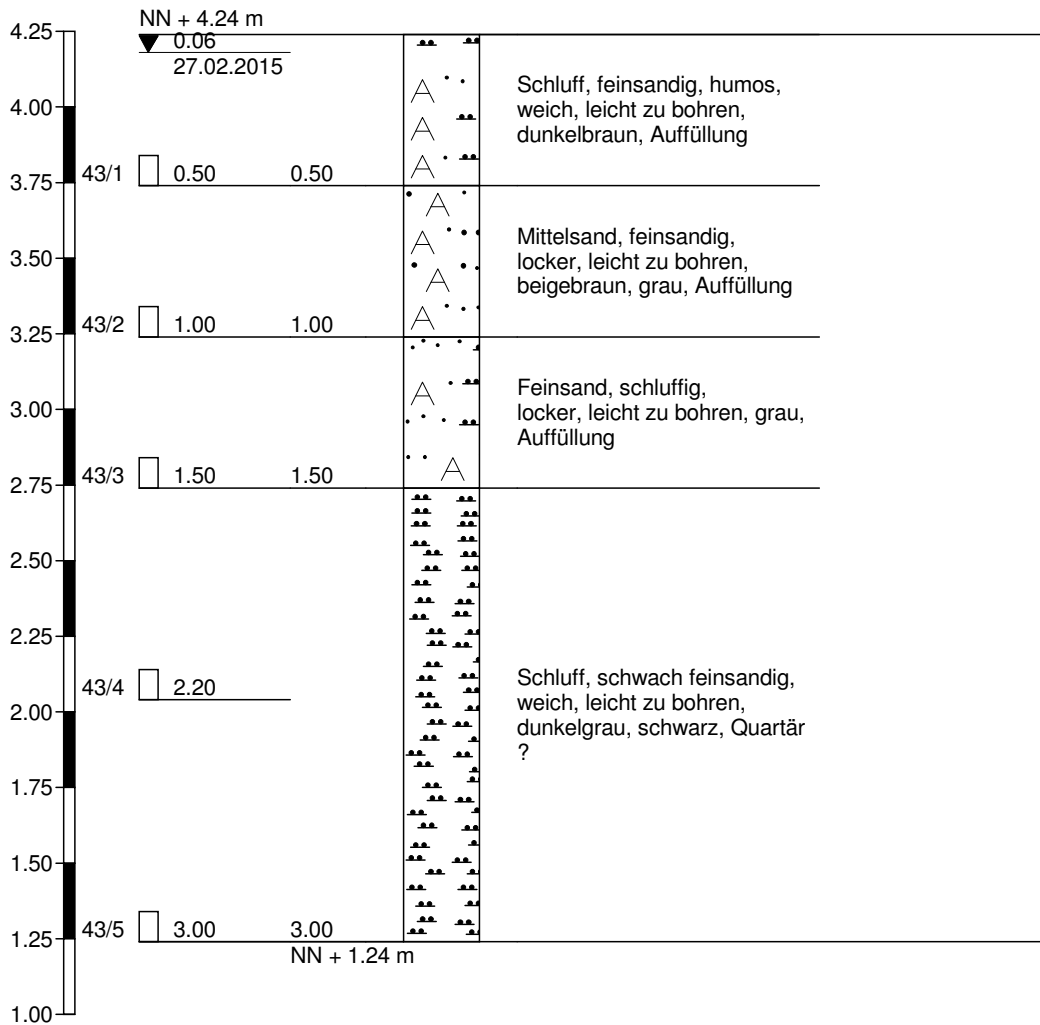 NN + 4.24 m
4.25
0.06
27.02.2015
Schluff, feinsandig, humos,
weich, leicht zu bohren,
dunkelbraun, Auffüllung
4.00
43/1 0.50 0.50
3.75
Mittelsand, feinsandig,
locker, leicht zu bohren,
beigebraun, grau, Auffüllung
3.50
43/2 1.00 1.00
3.25
Feinsand, schluffig,
locker, leicht zu bohren, grau,
Auffüllung
3.00
43/3 1.50 1.50
2.75
2.50
2.25
Schluff, schwach feinsandig,
weich, leicht zu bohren,
dunkelgrau, schwarz, Quartär
?
43/4 2.20
2.00
1.75
1.50
43/5 3.00 3.00
1.25
NN + 1.24 m
1.00